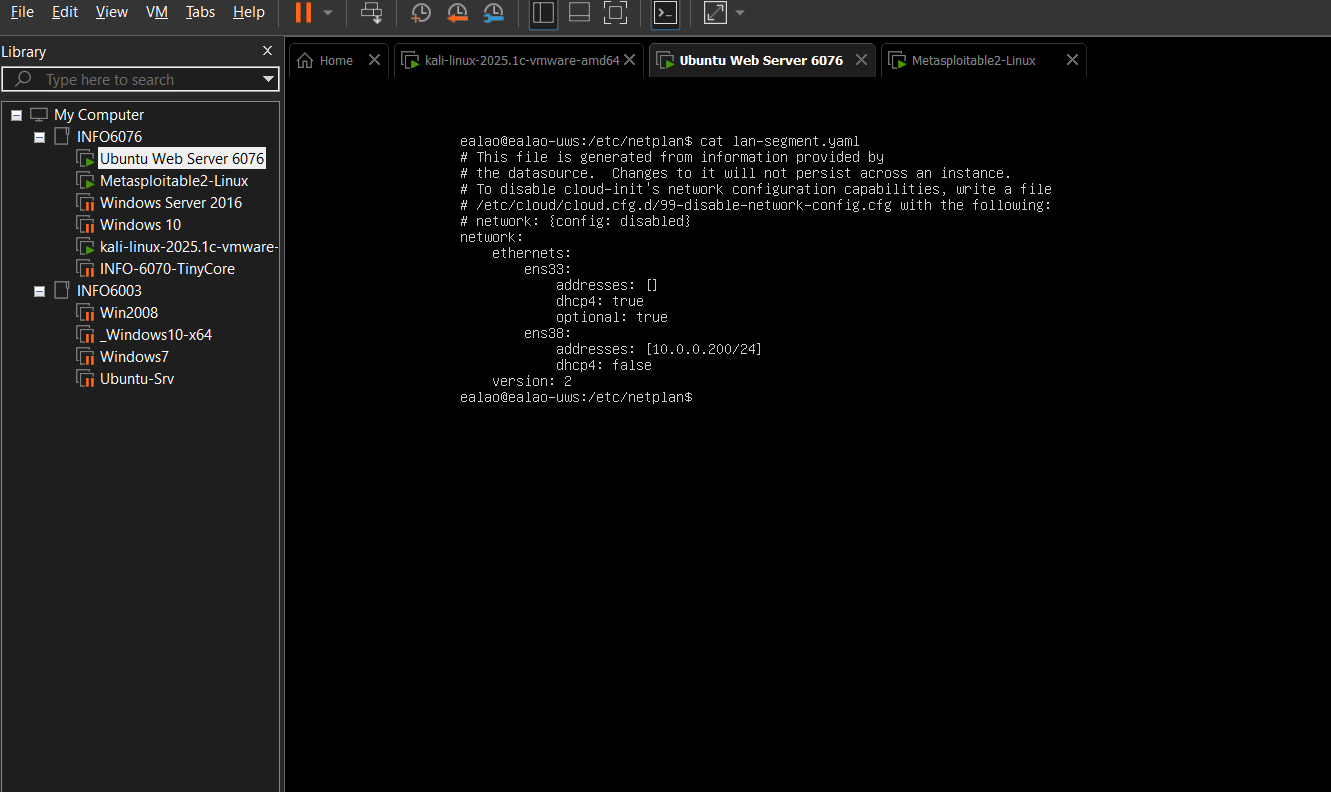 File Edit View VM Tabs Help
Library
Type here to search
My Computer
INFO6076
Ubuntu Web Server 6076
Metasploitable2-Linux
Windows Server 2016
Windows 10
kali-linux-2025.1c-vmware-
INFO-6070-TinyCore
INFO6003
Win2008
_Windows10-x64
Windows7
Ubuntu-Srv
Home kali-linux-2025.1c-vmware-amd64 Ubuntu Web Server 6076 Metasploitable2-Linux
ealao@ealao-uws:/etc/netplan$ cat lan-segment.yaml
# This file is generated from information provided by
# the datasource.  Changes to it will not persist across an instance.
# To disable cloud-init's network configuration capabilities, write a file
# /etc/cloud/cloud.cfg.d/99-disable-network-config.cfg with the following:
# network: {config: disabled}
network:
    ethernets:
        ens33:
            addresses: []
            dhcp4: true
            optional: true
        ens38:
            addresses: [10.0.0.200/24]
            dhcp4: false
    version: 2
ealao@ealao-uws:/etc/netplan$